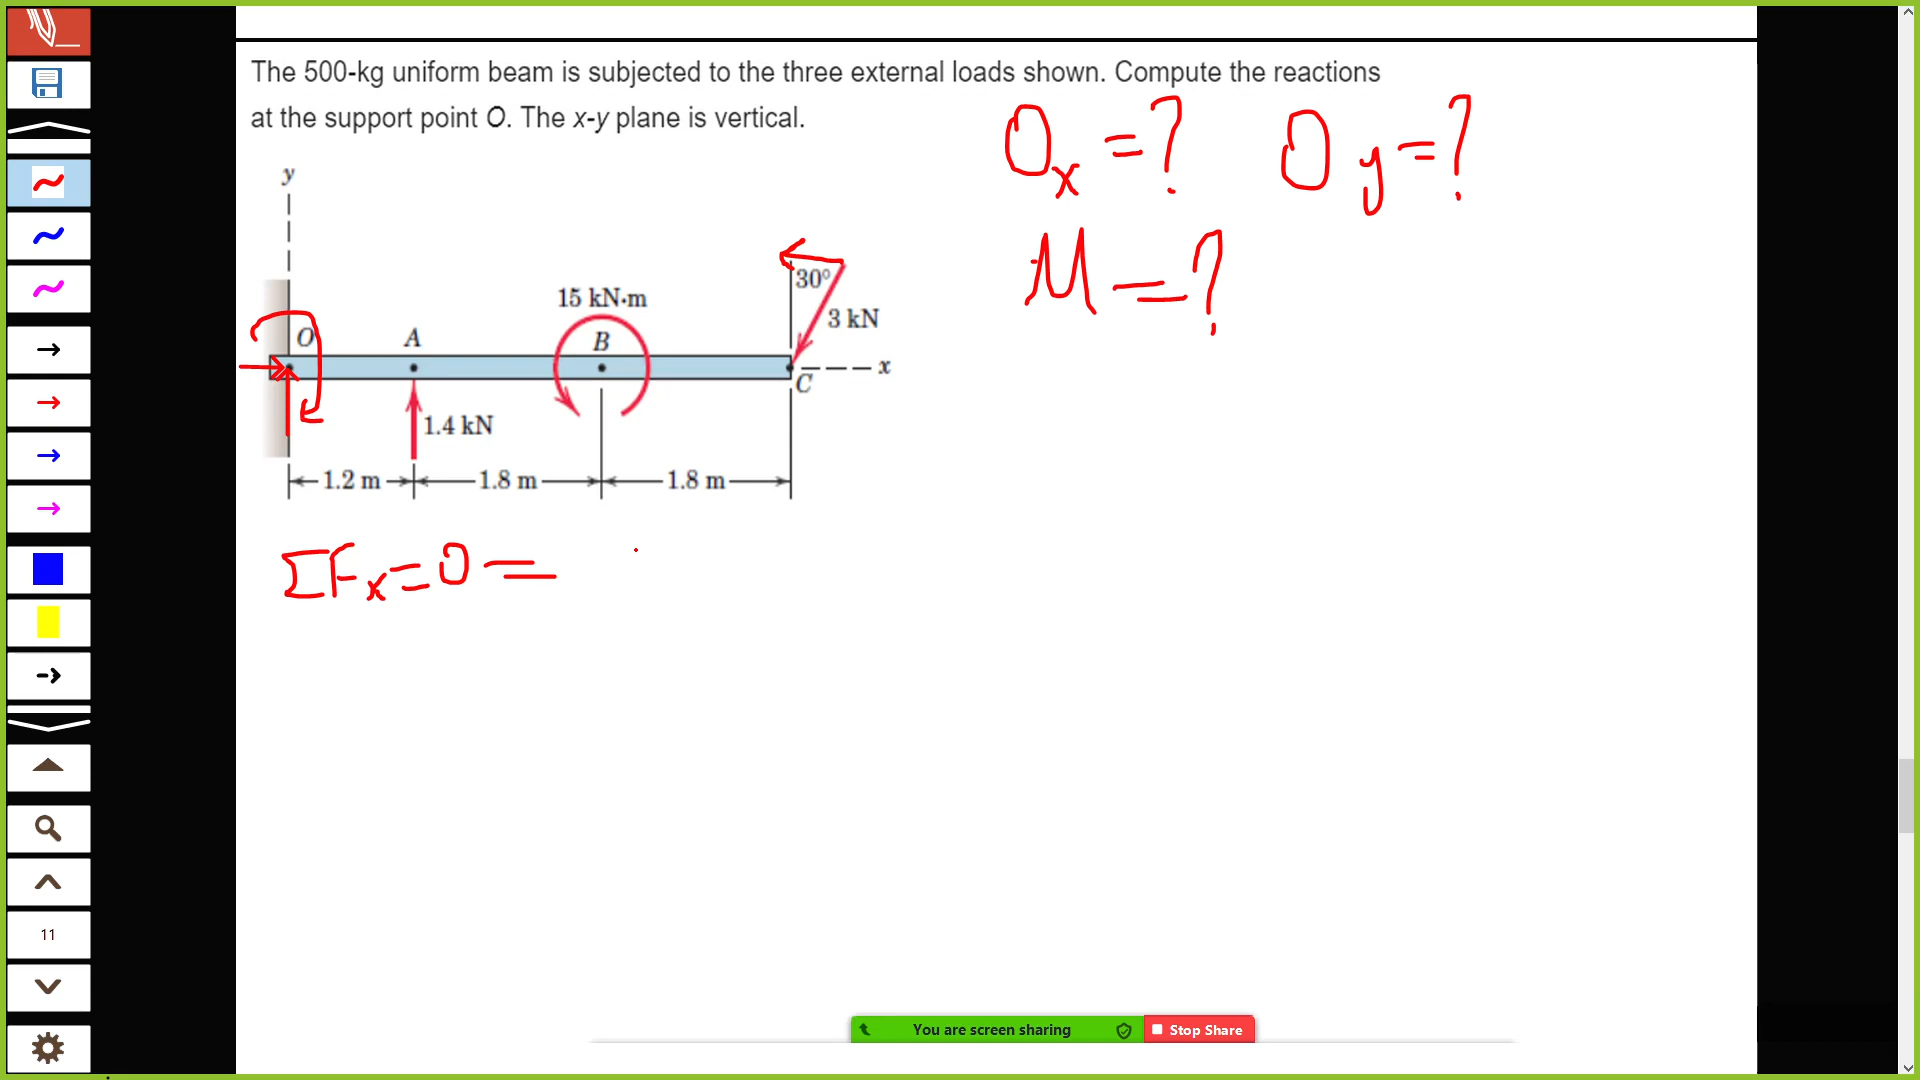 The 500-kg uniform beam is subjected to the three external loads shown. Compute the reactions
at the support point O. The x-y plane is vertical.
Ox = ? Oy = ?
M = ?
y
30°
15 kN·m
3 kN
O A B
x
C
1.4 kN
1.2 m 1.8 m 1.8 m
ΣFx = 0 =
11
You are screen sharing Stop Share